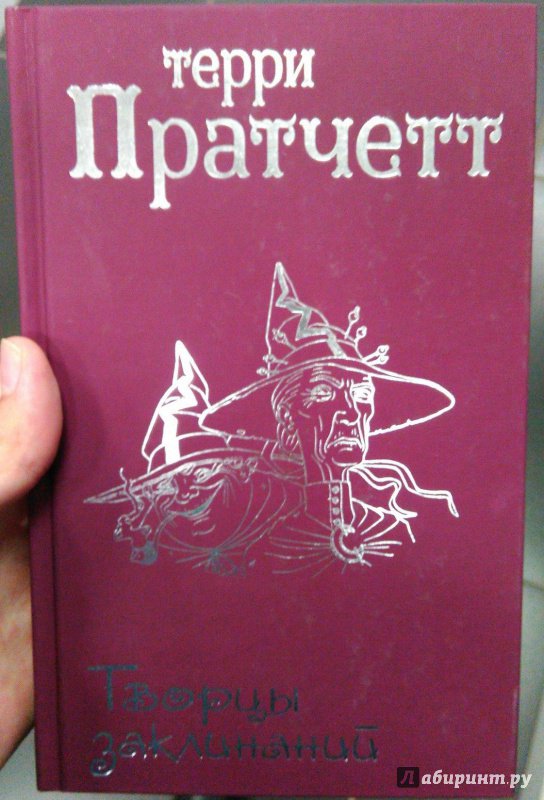 терри
Пратчетт
Творцы
заклинаний
Лабиринт.ру